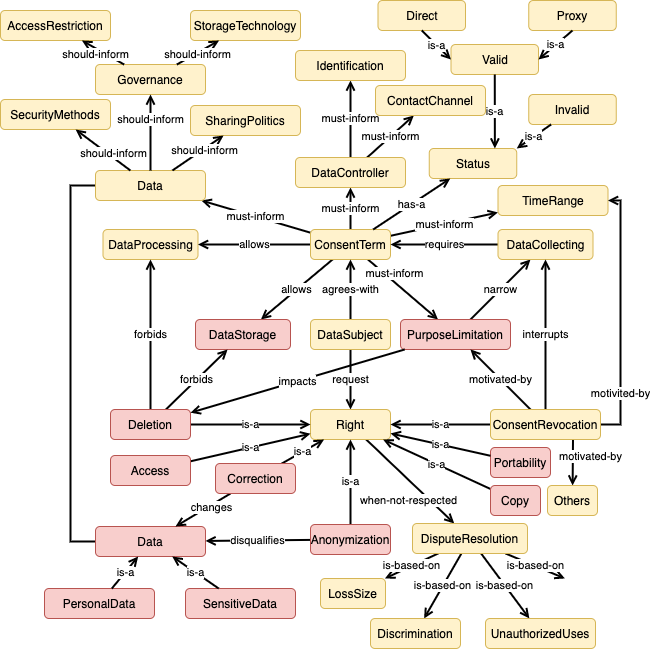 Direct
Proxy
AccessRestriction
StorageTechnology
is-a
is-a
should-inform
should-inform
Valid
Identification
Governance
ContactChannel
is-a
Invalid
SecurityMethods
should-inform
SharingPolitics
must-inform
must-inform
is-a
should-inform
should-inform
Status
DataController
Data
has-a
TimeRange
must-inform
must-inform
must-inform
DataProcessing
allows
ConsentTerm
requires
DataCollecting
must-inform
allows
agrees-with
narrow
forbids
DataStorage
DataSubject
PurposeLimitation
interrupts
forbids
impacts
request
motivated-by
motivited-by
Deletion
is-a
Right
is-a
ConsentRevocation
is-a
is-a
is-a
motivated-by
Access
Correction
is-a
is-a
Portability
when-not-respected
Copy
Others
changes
Data
disqualifies
Anonymization
DisputeResolution
is-a
is-a
is-based-on
is-based-on
is-based-on
is-based-on
PersonalData
SensitiveData
LossSize
Discrimination
UnauthorizedUses